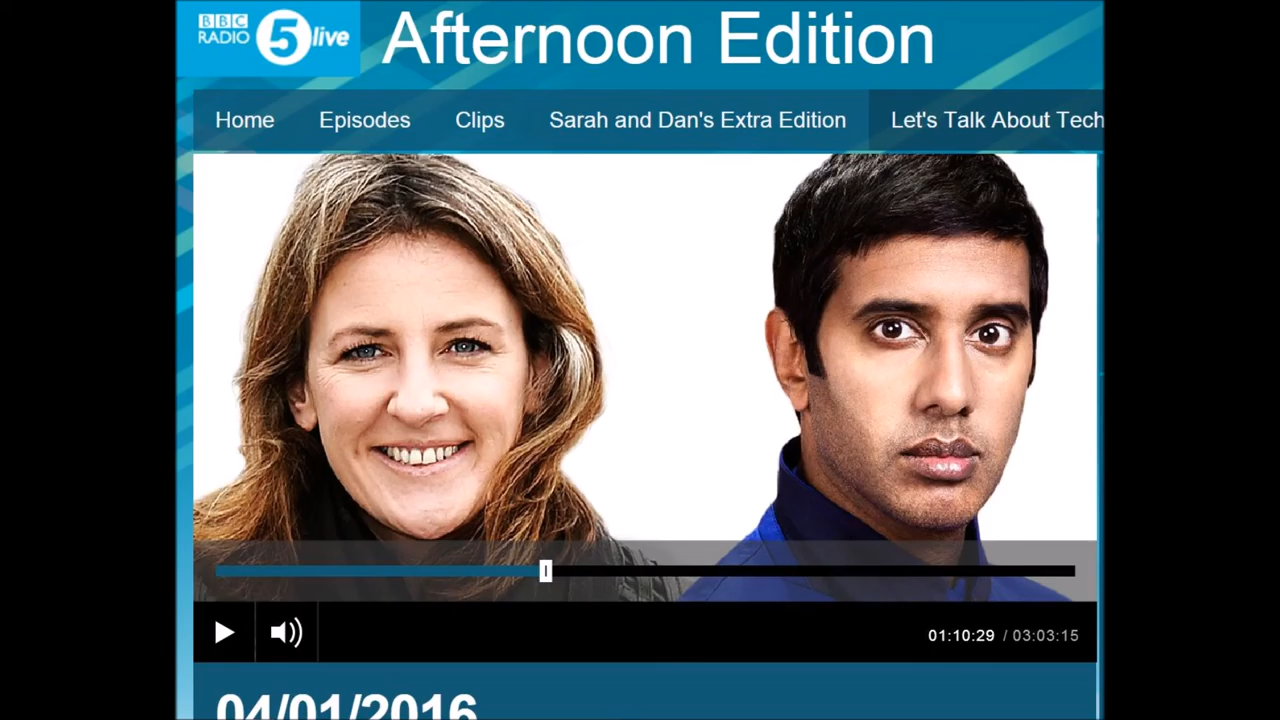 BBC
RADIO 5 live
Afternoon Edition
Home Episodes Clips Sarah and Dan's Extra Edition Let's Talk About Tech
01:10:29 / 03:03:15
04/01/2016